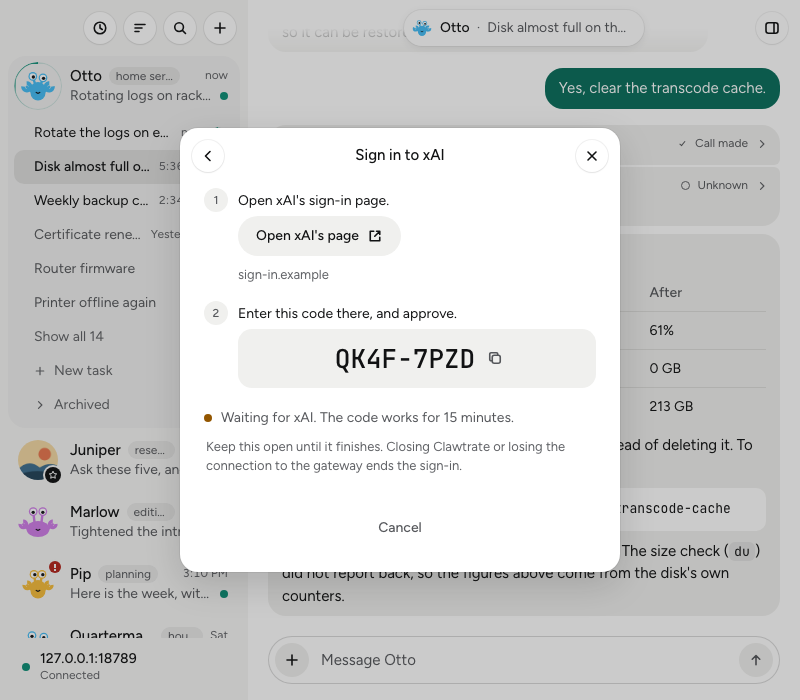 so it can be restor
Otto · Disk almost full on th…
Otto
home ser…
now
Rotating logs on rack…
Yes, clear the transcode cache.
Rotate the logs on e…
Disk almost full o…
5:36
Weekly backup c…
2:34
Certificate rene…
Yeste
Router firmware
Printer offline again
Show all 14
New task
Archived
Juniper
rese…
Ask these five, an
Marlow
editi…
Tightened the intr
Pip
planning
3:10 PM
Here is the week, wit…
Quarterma
hou…
Sat
127.0.0.1:18789
Connected
Call made
Unknown
After
61%
0 GB
213 GB
ead of deleting it. To
transcode-cache
The size check (du)
did not report back, so the figures above come from the disk's own
counters.
Message Otto
Sign in to xAI
1
Open xAI's sign-in page.
Open xAI's page
sign-in.example
2
Enter this code there, and approve.
QK4F-7PZD
Waiting for xAI. The code works for 15 minutes.
Keep this open until it finishes. Closing Clawtrate or losing the
connection to the gateway ends the sign-in.
Cancel